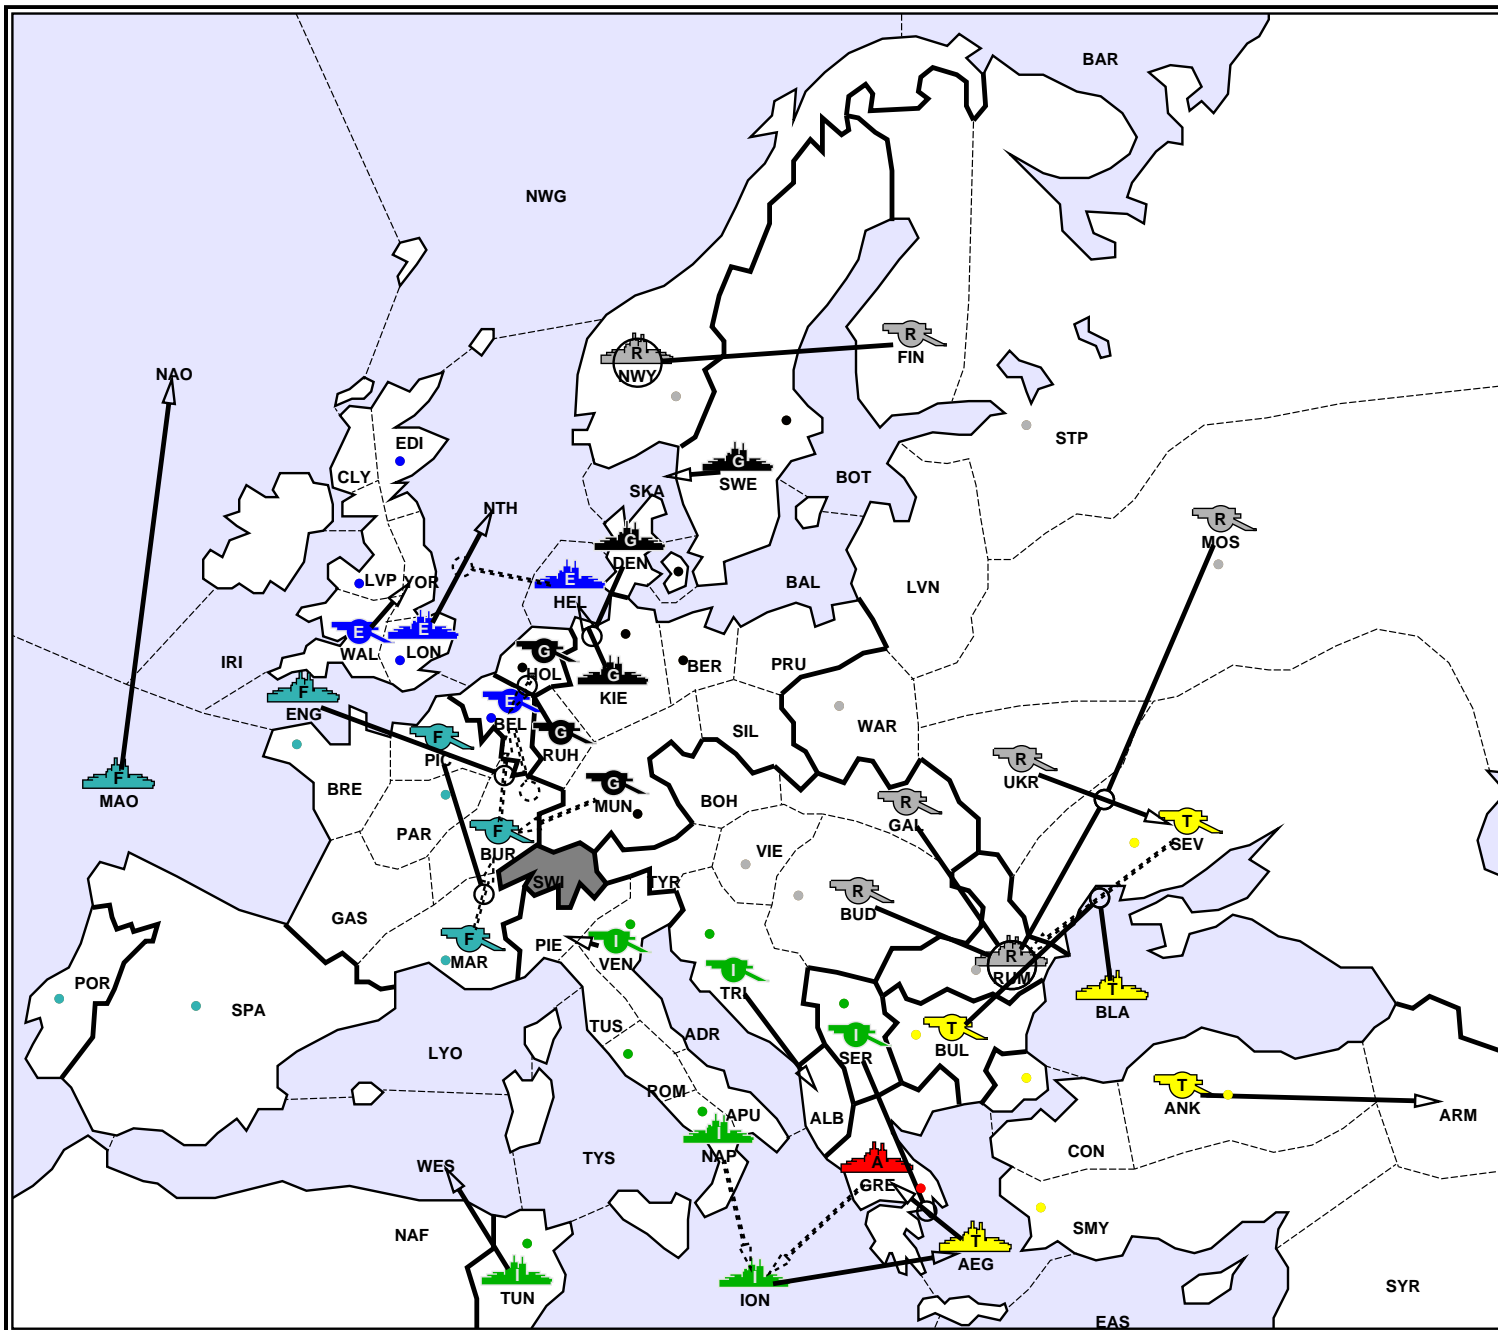 BAR
NWG
R
FIN
R
NWY
NAO
EDI
STP
CLY
G
SWE
BOT
SKA
NTH
R
MOS
G
DEN
LVP
YOR
E
HEL
BAL
LVN
E
WAL
E
LON
IRI
G
HOL
BER
PRU
F
ENG
G
KIE
E
BEL
WAR
SIL
F
PIC
G
RUH
R
UKR
F
MAO
BRE
G
MUN
BOH
R
GAL
T
SEV
PAR
F
BUR
VIE
SWI
TYR
R
BUD
GAS
F
MAR
PIE
I
VEN
R
RUM
POR
SPA
I
TRI
T
BLA
TUS
ADR
I
SER
T
BUL
LYO
ROM
APU
ALB
T
ANK
ARM
I
NAP
CON
WES
TYS
A
GRE
NAF
SMY
T
AEG
I
TUN
I
ION
SYR
EAS